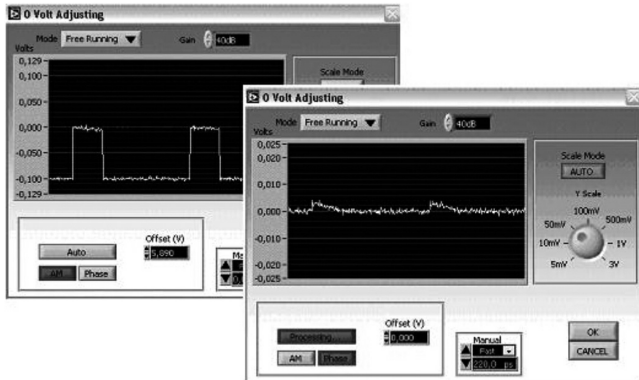 0 Volt Adjusting
Mode Free Running Gain 40dB
Volts
0,129
0,100
0,050
0,000
-0,050
-0,100
-0,129
Scale Mode
Auto
AM Phase
Offset (V)
5,890
0 Volt Adjusting
Mode Free Running Gain 40dB
Volts
0,025
0,020
0,010
0,000
-0,010
-0,020
-0,025
Scale Mode
AUTO
Y Scale
100mV
50mV 500mV
10mV 1V
5mV 3V
Processing...
AM Phase
Offset (V)
0,000
Manual
Fast
220,0 ps
OK
CANCEL